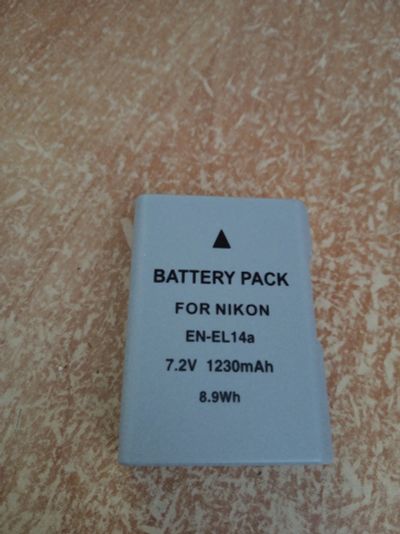 BATTERY PACK
FOR NIKON
EN-EL14a
7.2V 1230mAh
8.9Wh